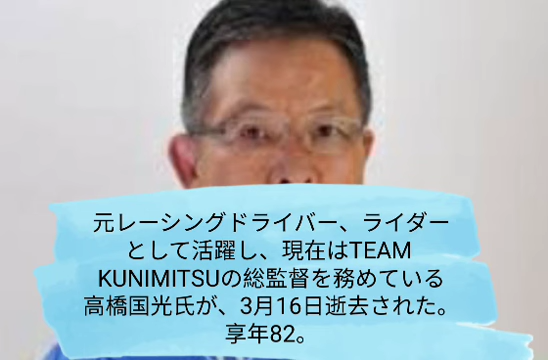 元レーシングドライバー、ライダー
として活躍し、現在はTEAM
KUNIMITSUの総監督を務めている
高橋国光氏が、3月16日逝去された。
享年82。